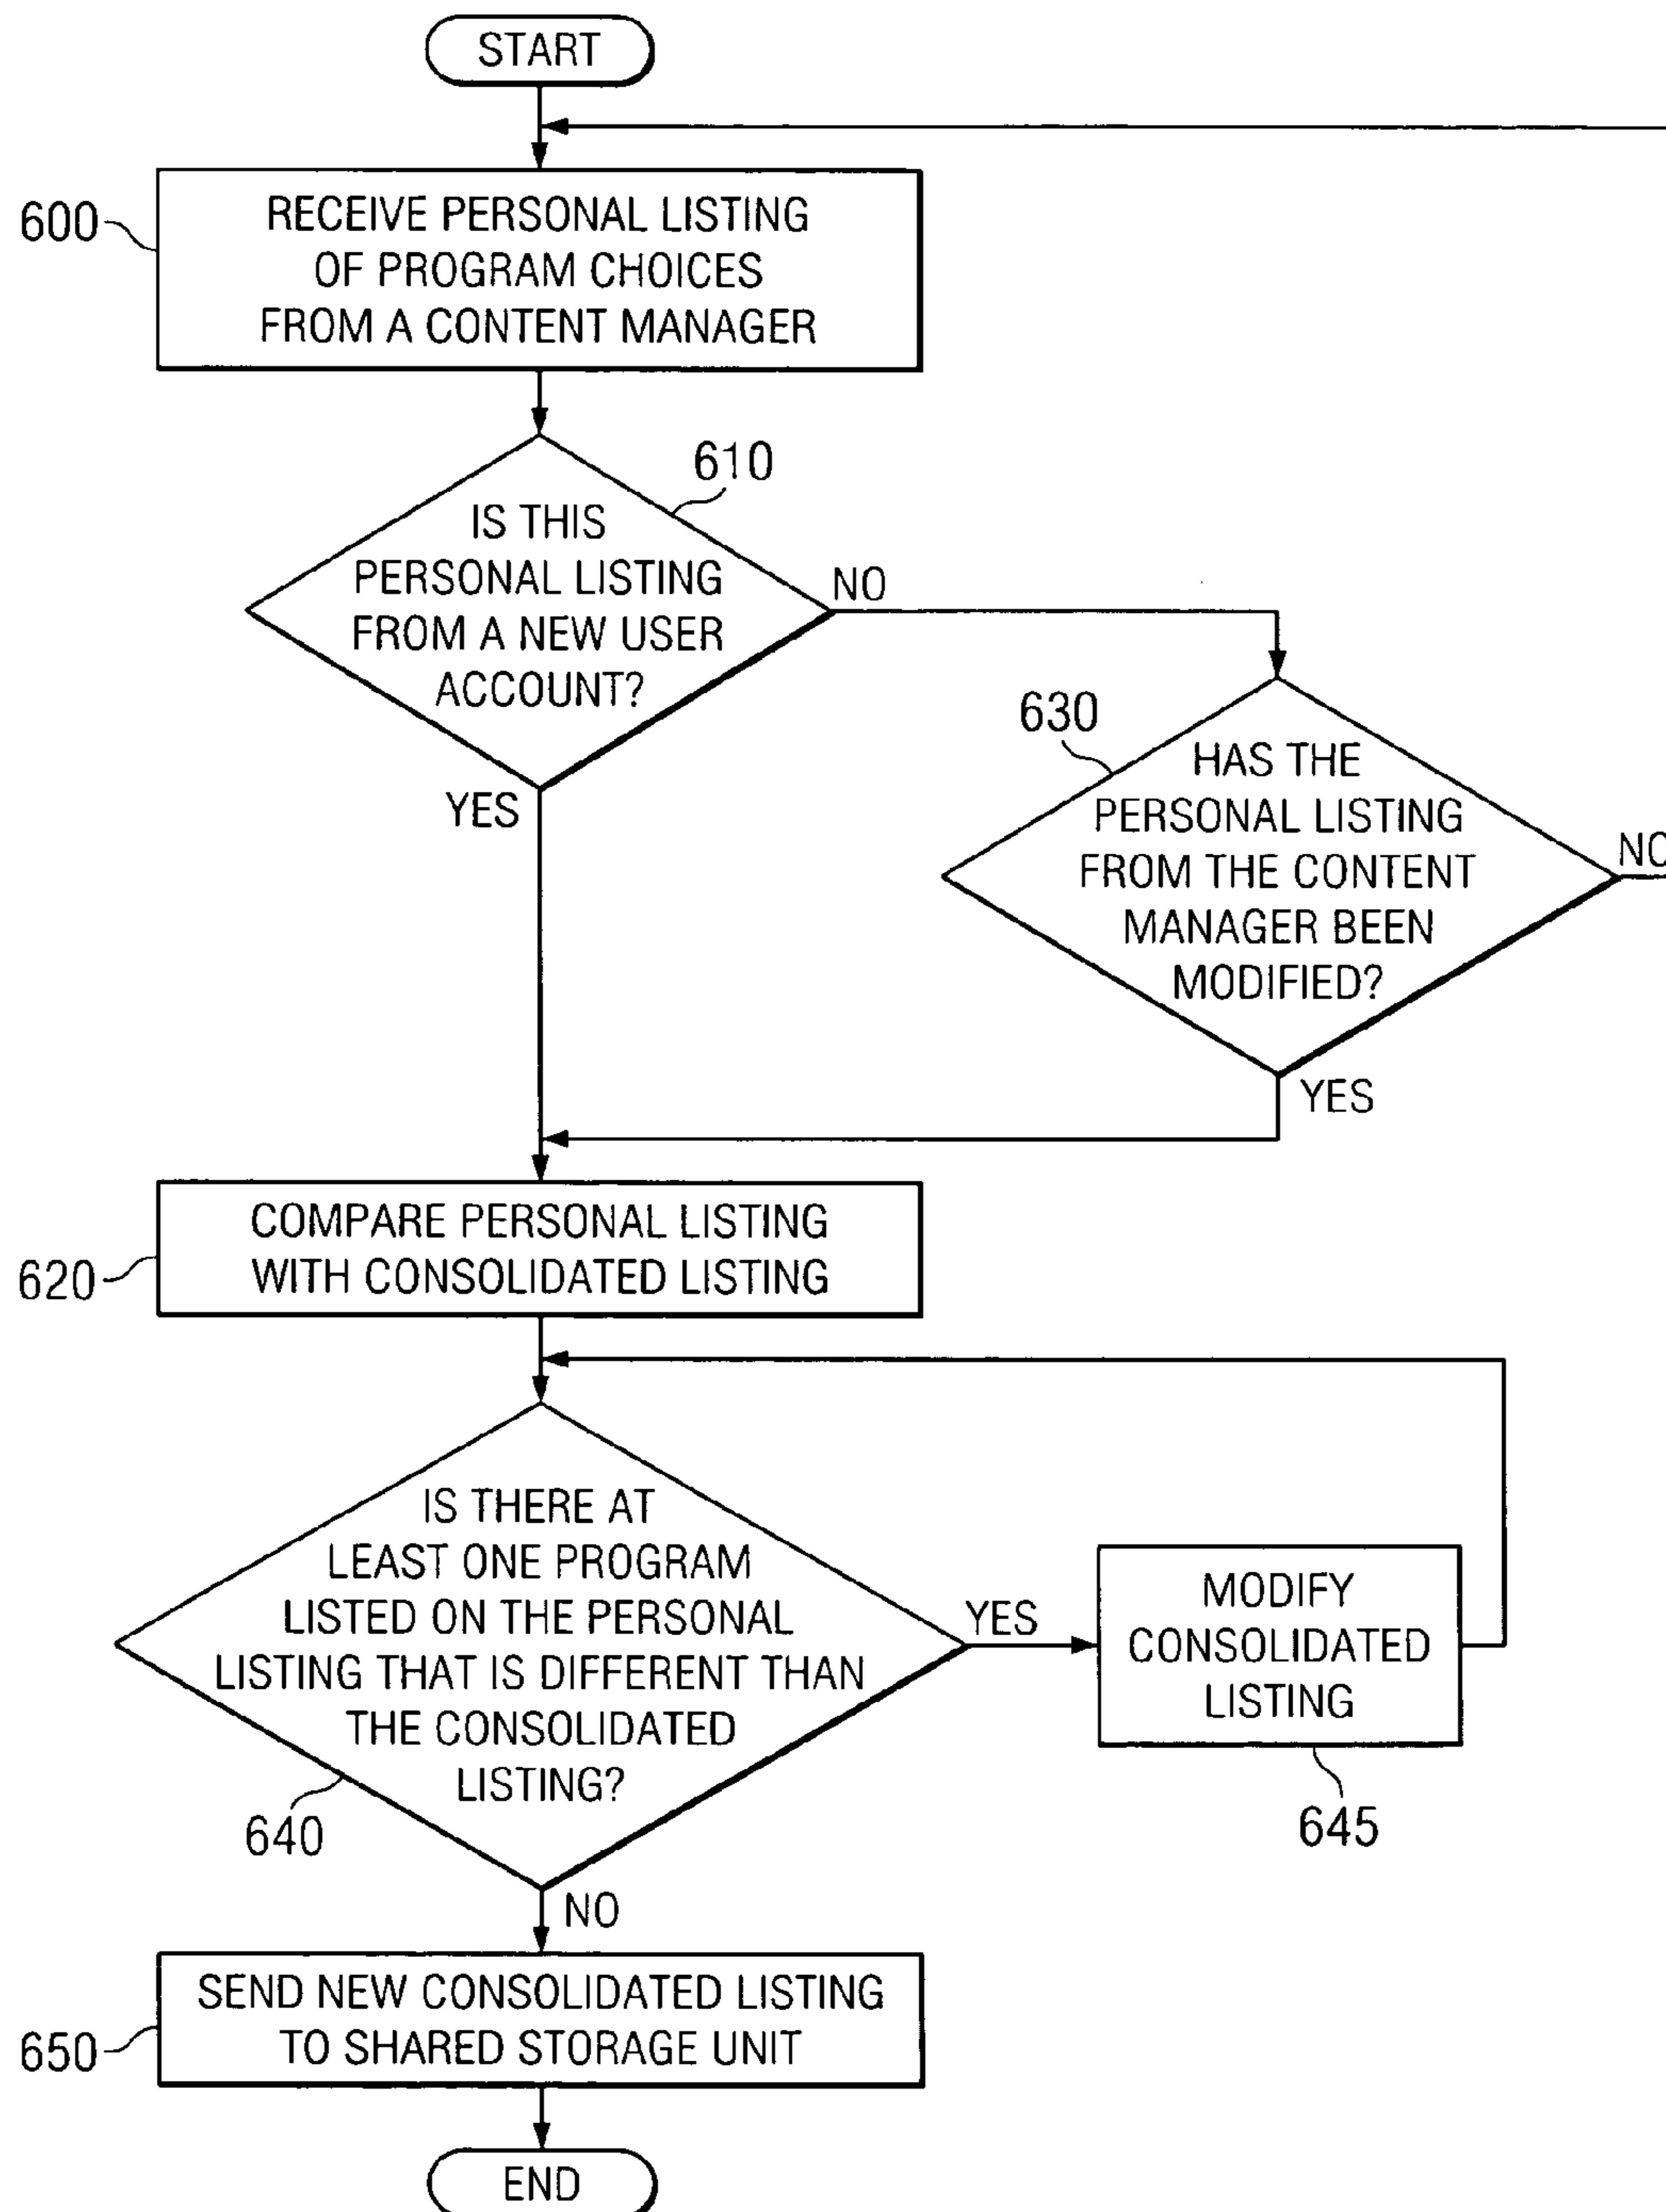 START
600
RECEIVE PERSONAL LISTING
OF PROGRAM CHOICES
FROM A CONTENT MANAGER
610
IS THIS
PERSONAL LISTING
FROM A NEW USER
ACCOUNT?
NO
YES
630
HAS THE
PERSONAL LISTING
FROM THE CONTENT
MANAGER BEEN
MODIFIED?
NO
YES
620
COMPARE PERSONAL LISTING
WITH CONSOLIDATED LISTING
IS THERE AT
LEAST ONE PROGRAM
LISTED ON THE PERSONAL
LISTING THAT IS DIFFERENT THAN
THE CONSOLIDATED
LISTING?
640
YES
MODIFY
CONSOLIDATED
LISTING
645
NO
SEND NEW CONSOLIDATED LISTING
TO SHARED STORAGE UNIT
650
END